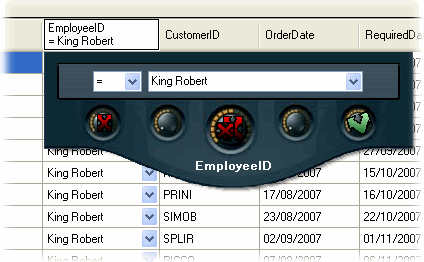 EmployeeID
= King Robert
CustomerID
OrderDate
RequiredDa
= King Robert
EmployeeID
King Robert 27/09/2007
King Robert 15/10/2007
King Robert PRINI 17/08/2007 16/10/2007
King Robert SIMOB 23/08/2007 22/10/2007
King Robert SPLIR 02/09/2007 01/11/2007
King Robert